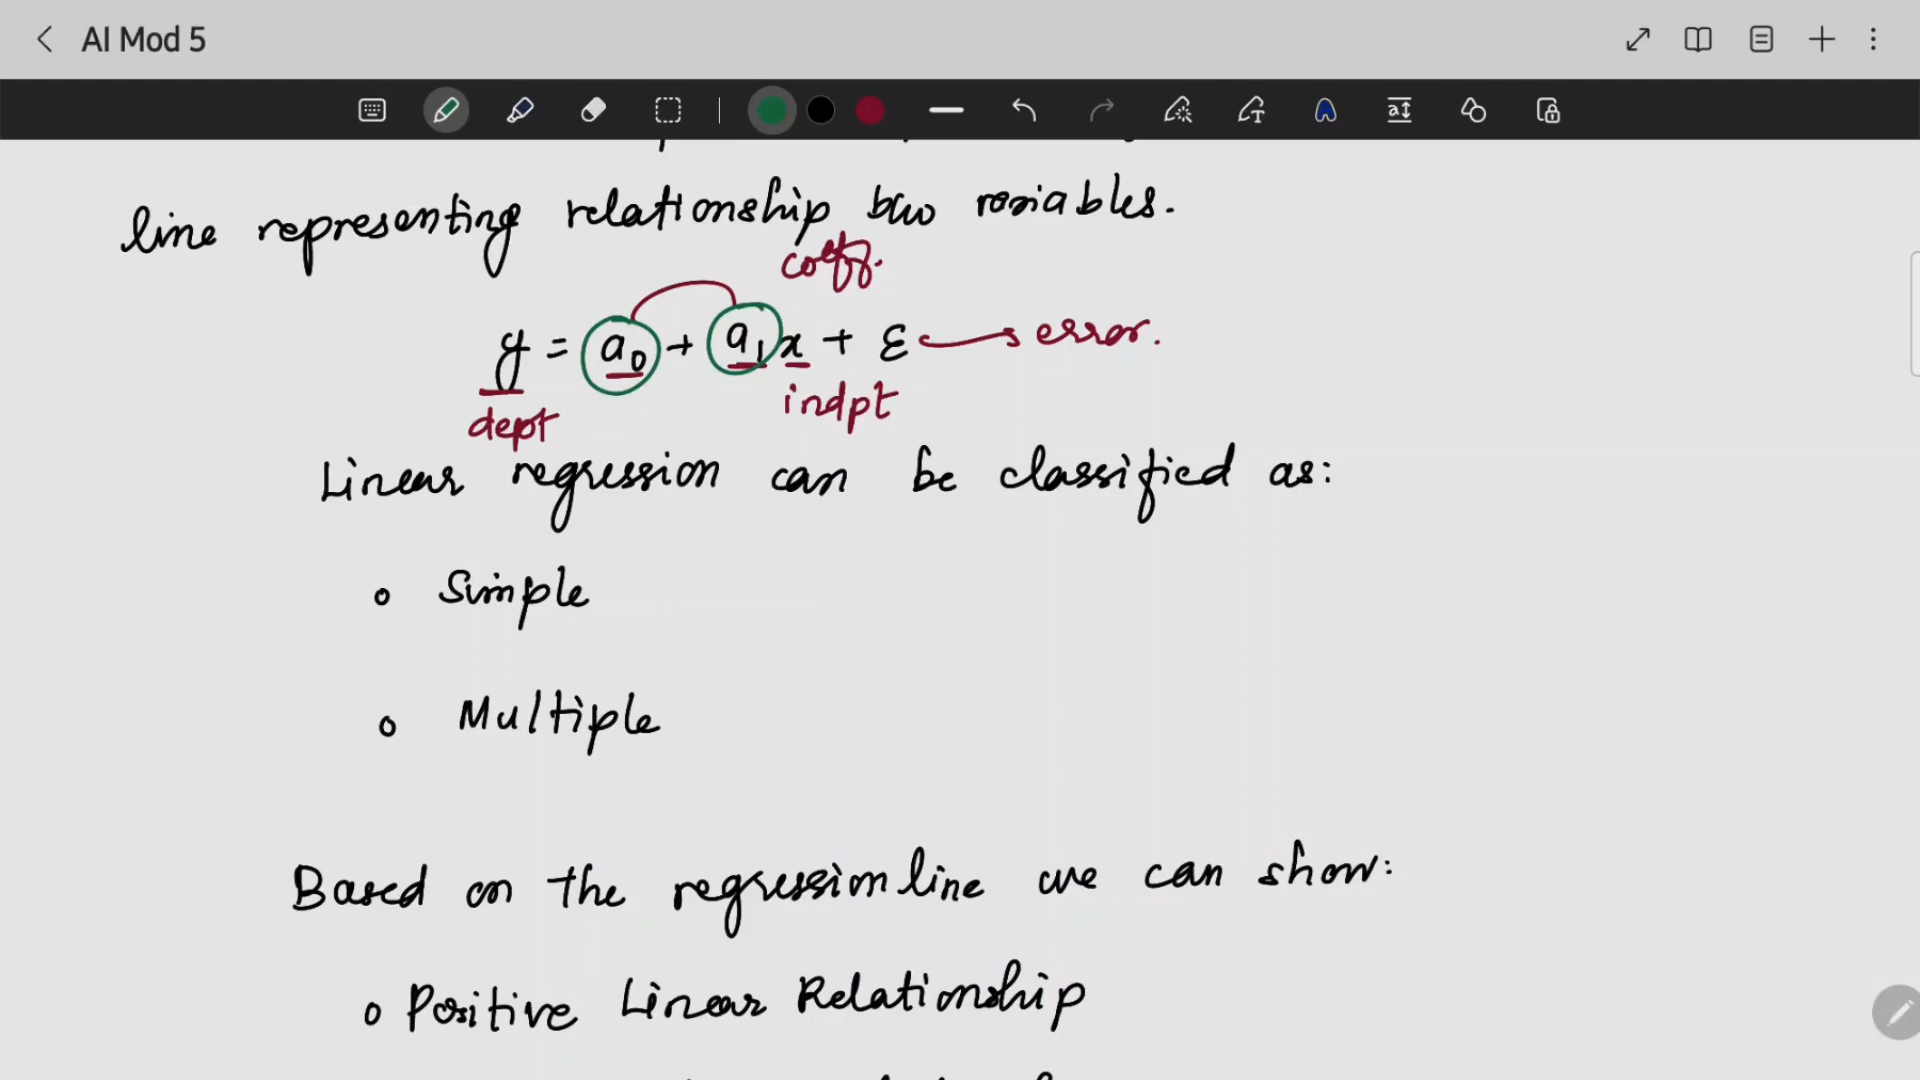 AI Mod 5
line representing relationship b/w variables.
coeff.
y = a₀ + a₁x + ε → error.
dept indpt
Linear regression can be classified as:
o Simple
o Multiple
Based on the regression line we can show:
o Positive Linear Relationship